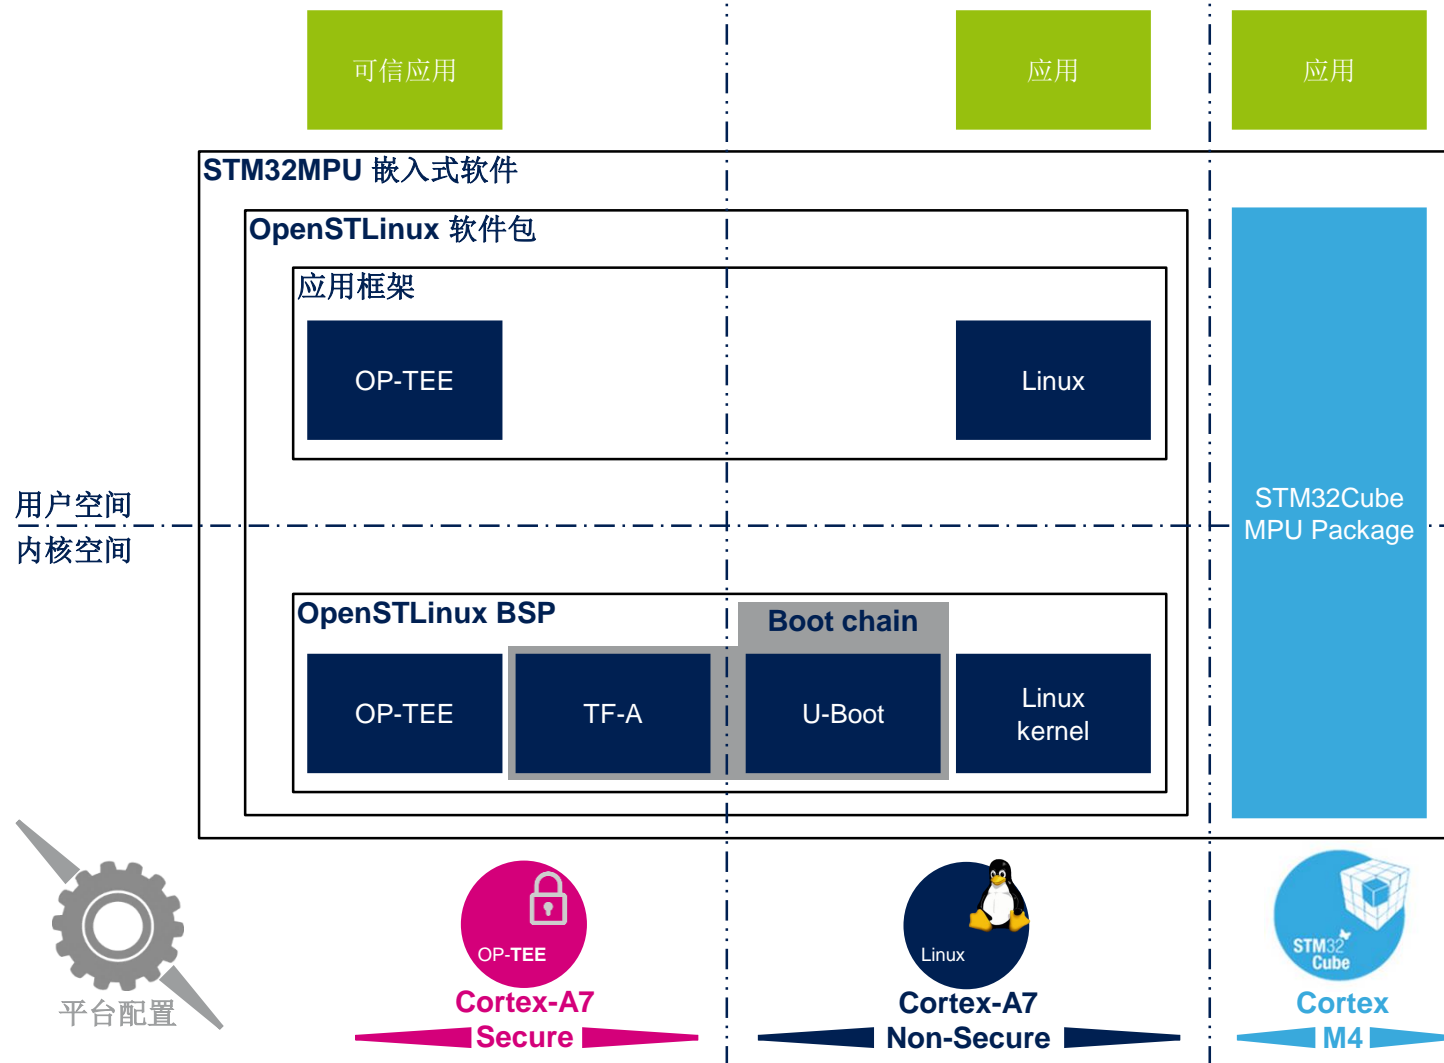 可信应用
应用
应用
STM32MPU 嵌入式软件
OpenSTLinux 软件包
应用框架
OP-TEE
Linux
用户空间
内核空间
STM32Cube
MPU Package
OpenSTLinux BSP
Boot chain
OP-TEE
TF-A
U-Boot
Linux
kernel
平台配置
OP-TEE
Cortex-A7
Secure
Linux
Cortex-A7
Non-Secure
STM32
Cube
Cortex
M4